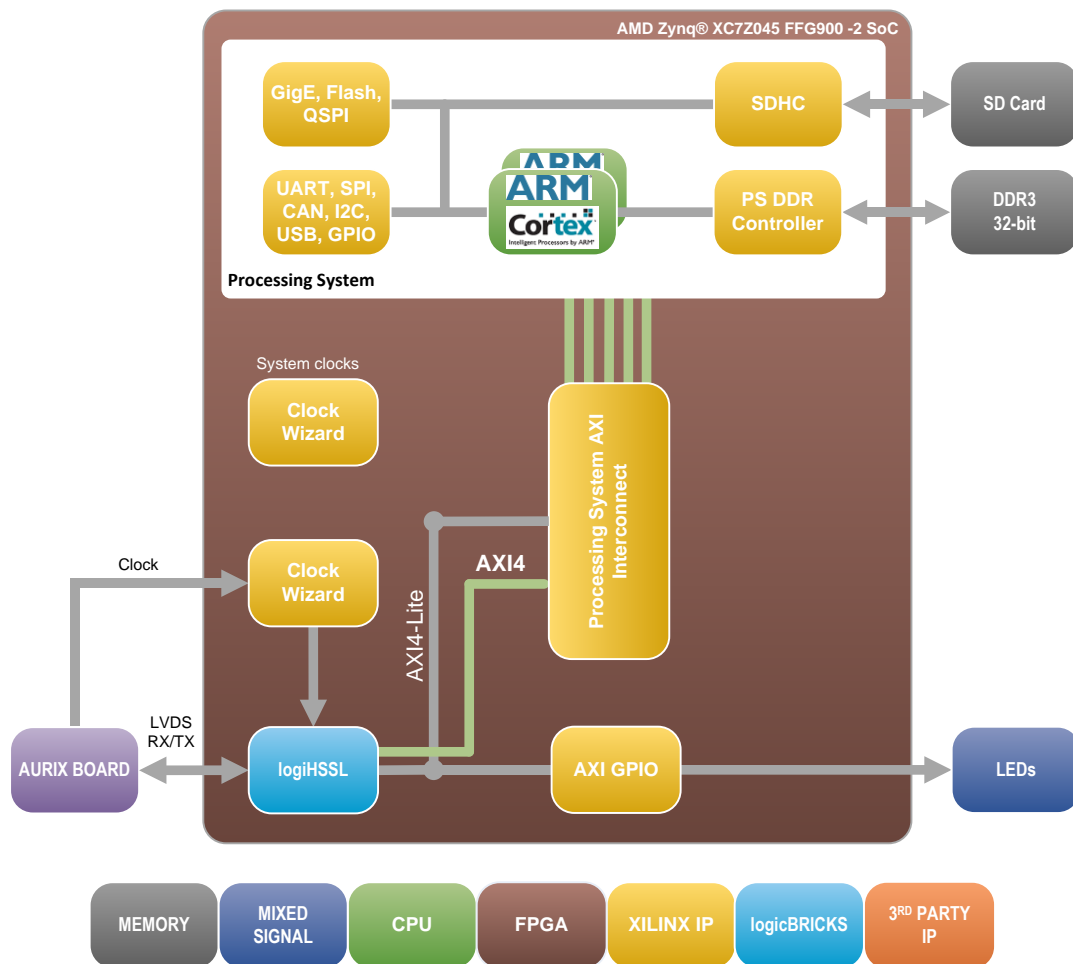 AMD Zynq® XC7Z045 FFG900 -2 SoC
GigE, Flash,
QSPI
SDHC
SD Card
UART, SPI,
CAN, I2C,
USB, GPIO
ARM
ARM®
Cortex
Intelligent Processors by ARM®
PS DDR
Controller
DDR3
32-bit
Processing System
System clocks
Clock
Wizard
Processing System AXI
Interconnect
Clock
Clock
Wizard
AXI4
AXI4-Lite
LVDS
RX/TX
AURIX BOARD
logiHSSL
AXI GPIO
LEDs
MEMORY
MIXED
SIGNAL
CPU
FPGA
XILINX IP
logicBRICKS
3RD PARTY
IP